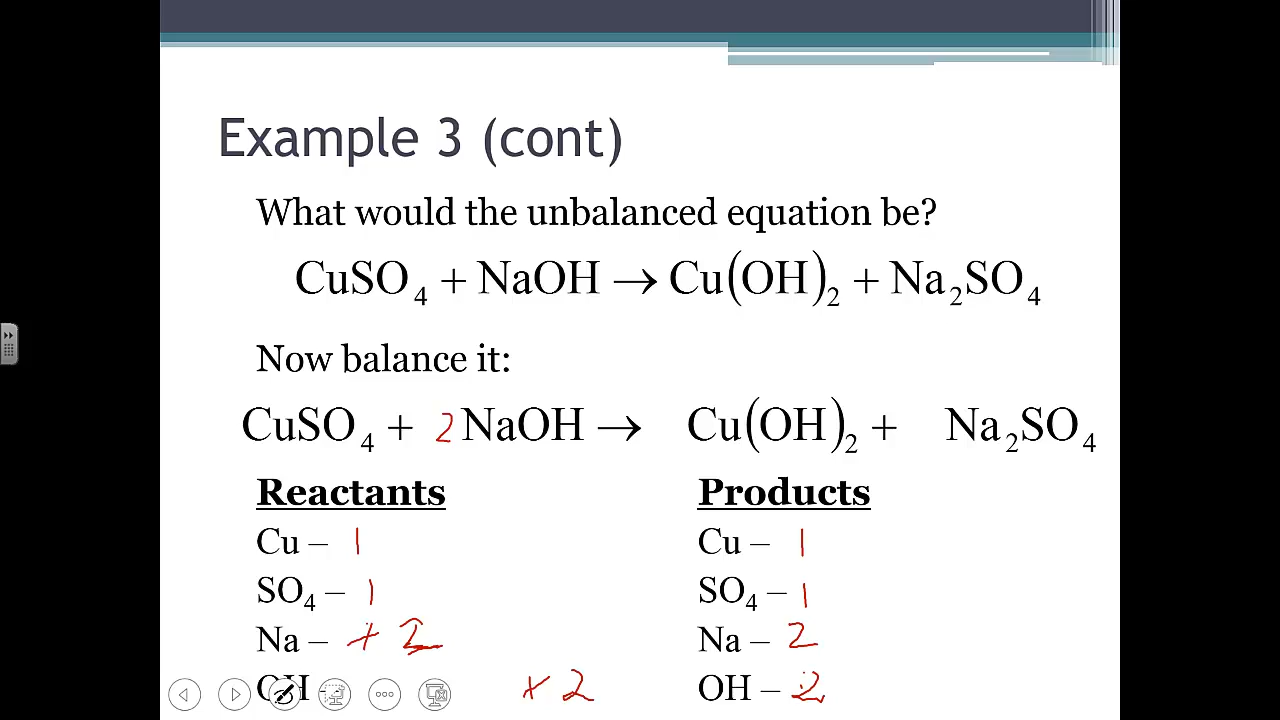 Example 3 (cont)
What would the unbalanced equation be?
CuSO₄ + NaOH → Cu(OH)₂ + Na₂SO₄
Now balance it:
CuSO₄ + 2 NaOH → Cu(OH)₂ + Na₂SO₄
Reactants Products
Cu – 1 Cu – 1
SO₄ – 1 SO₄ – 1
Na – 2 Na – 2
OH 2 OH – 2